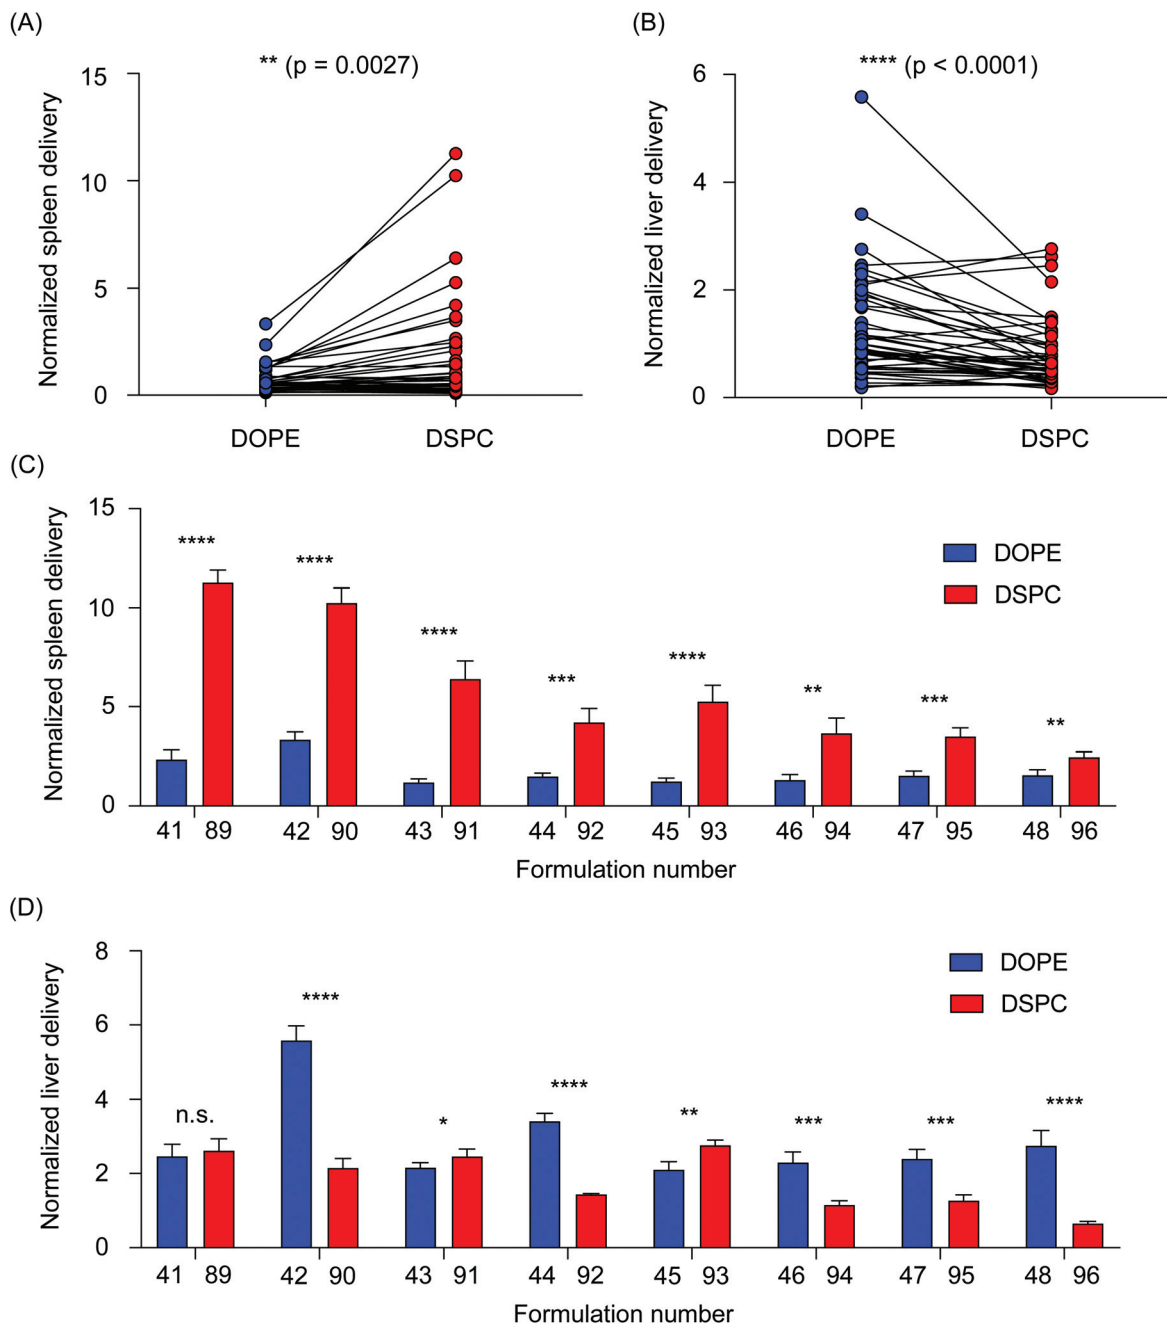 (A)
** (p = 0.0027)
Normalized spleen delivery
15
10
5
0
DOPE DSPC
(B)
**** (p < 0.0001)
Normalized liver delivery
6
4
2
0
DOPE DSPC
(C)
Normalized spleen delivery
15
10
5
0
**** **** **** *** **** ** *** **
DOPE
DSPC
41 89 42 90 43 91 44 92 45 93 46 94 47 95 48 96
Formulation number
(D)
Normalized liver delivery
8
6
4
2
0
n.s. **** * **** ** *** *** ****
DOPE
DSPC
41 89 42 90 43 91 44 92 45 93 46 94 47 95 48 96
Formulation number